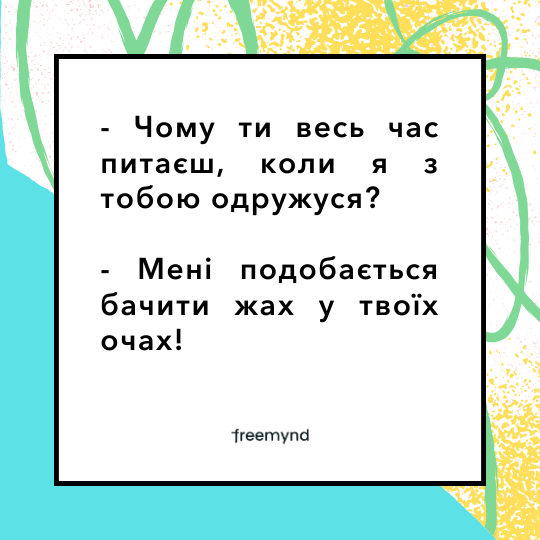 - Чому ти весь час
питаєш, коли я з
тобою одружуся?
- Мені подобається
бачити жах у твоїх
очах!
freemynd